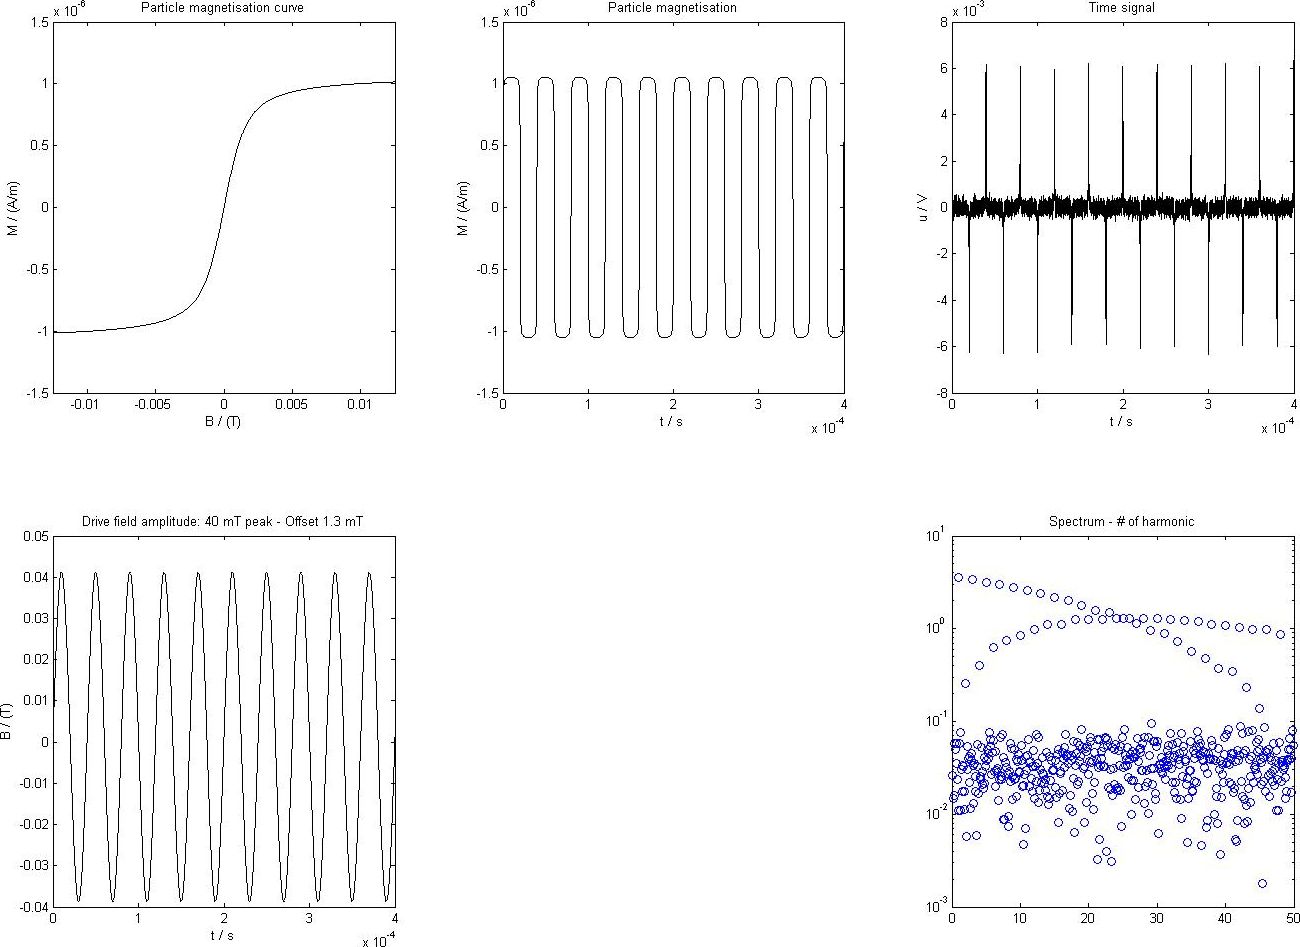 Particle magnetisation curve
x 10^-6
1.5
1
0.5
0
-0.5
-1
-1.5
M / (A/m)
-0.01 -0.005 0 0.005 0.01
B / (T)
Particle magnetisation
x 10^-6
1.5
1
0.5
0
-0.5
-1
-1.5
M / (A/m)
0 1 2 3 4
t / s
x 10^-4
Time signal
x 10^-3
8
6
4
2
0
-2
-4
-6
-8
u / V
0 1 2 3 4
t / s
x 10^-4
Drive field amplitude: 40 mT peak - Offset 1.3 mT
0.05
0.04
0.03
0.02
0.01
0
-0.01
-0.02
-0.03
-0.04
B / (T)
0 1 2 3 4
t / s
x 10^-4
Spectrum - # of harmonic
10^1
10^0
10^-1
10^-2
10^-3
0 10 20 30 40 50